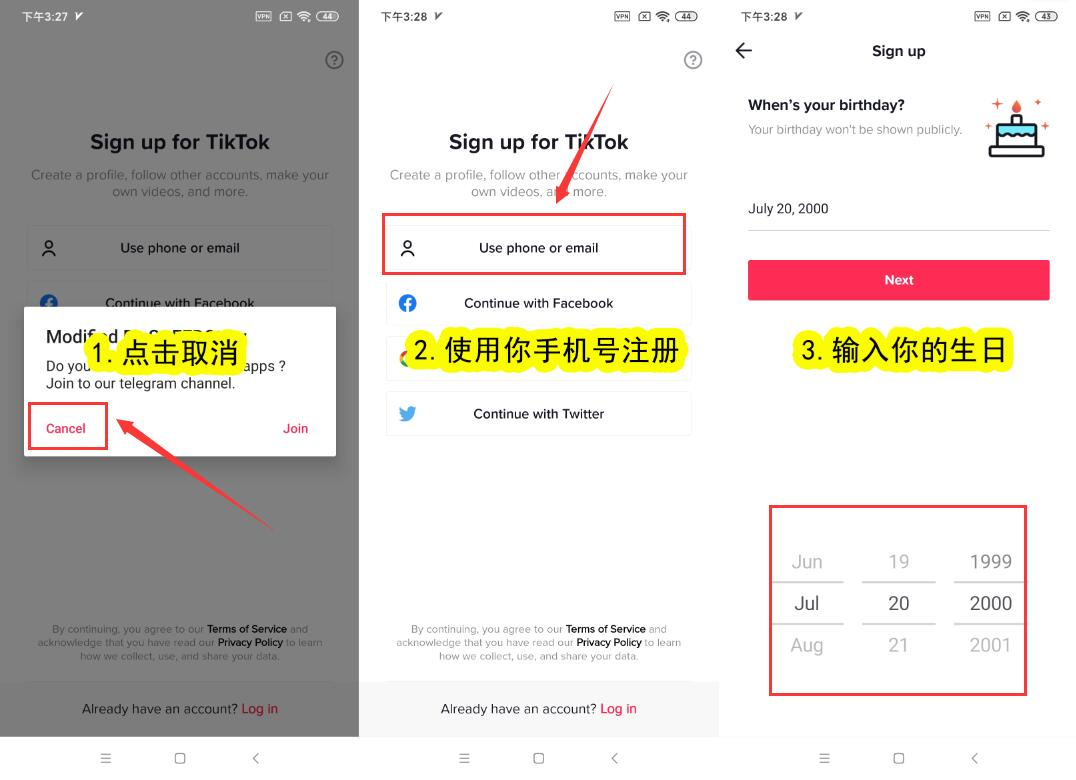 下午3:27
VPN
44
Sign up for TikTok
Create a profile, follow other accounts, make your
own videos, and more.
Use phone or email
Continue with Facebook
Modified
1. 点击取消
Do you
apps ?
Join to our telegram channel.
Cancel
Join
By continuing, you agree to our Terms of Service and
acknowledge that you have read our Privacy Policy to learn
how we collect, use, and share your data.
Already have an account? Log in
下午3:28
VPN
44
Sign up for TikTok
Create a profile, follow other accounts, make your
own videos, and more.
Use phone or email
Continue with Facebook
2. 使用你手机号注册
Continue with Twitter
By continuing, you agree to our Terms of Service and
acknowledge that you have read our Privacy Policy to learn
how we collect, use, and share your data.
Already have an account? Log in
下午3:28
VPN
43
Sign up
When's your birthday?
Your birthday won't be shown publicly.
July 20, 2000
Next
3. 输入你的生日
Jun 19 1999
Jul 20 2000
Aug 21 2001